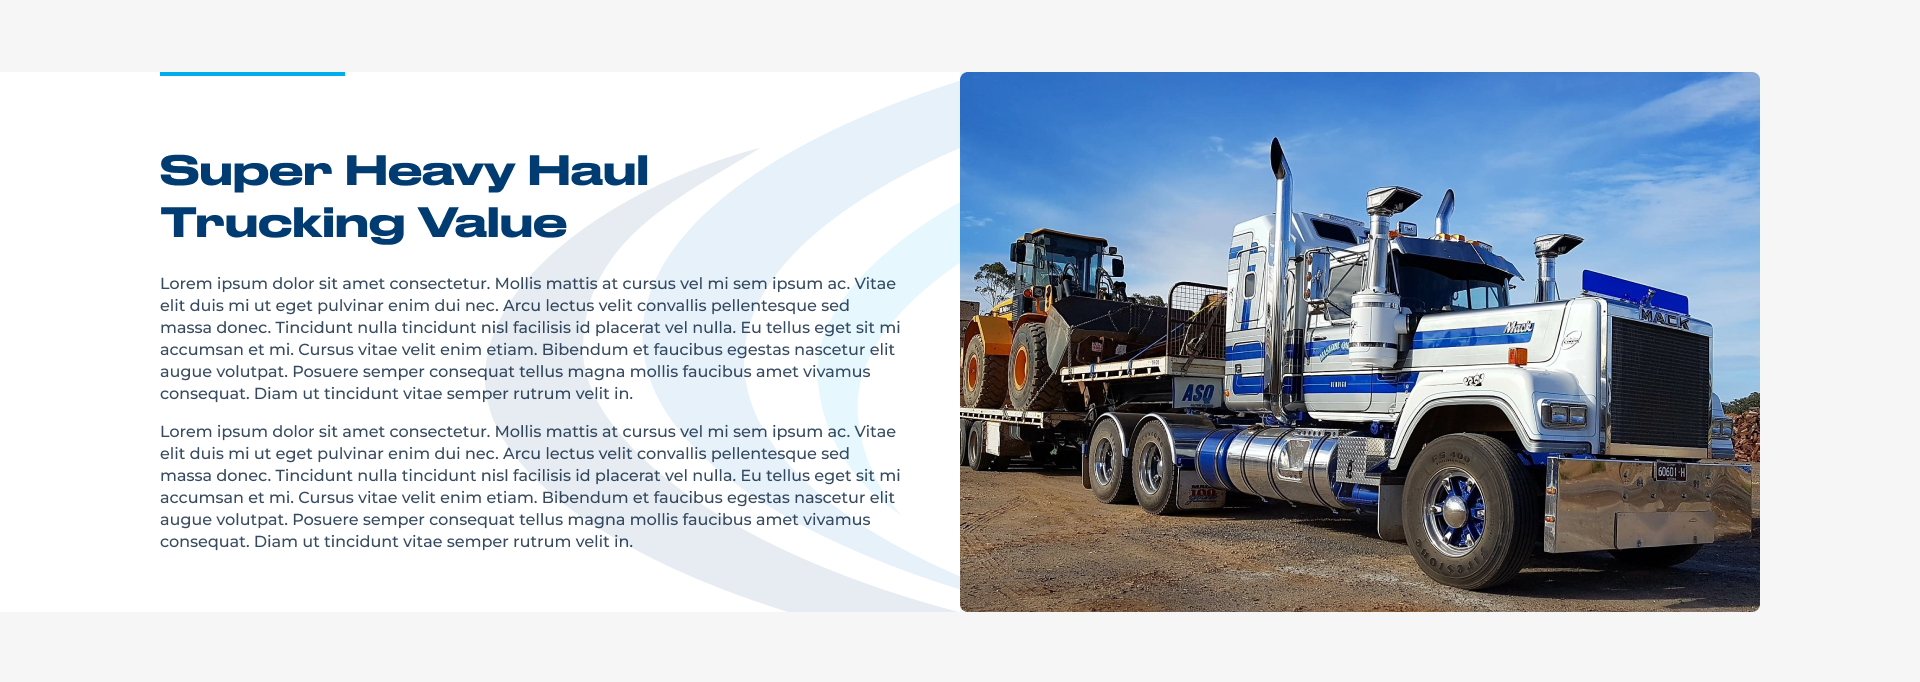 Super Heavy Haul
Trucking Value
Lorem ipsum dolor sit amet consectetur. Mollis mattis at cursus vel mi sem ipsum ac. Vitae
elit duis mi ut eget pulvinar enim dui nec. Arcu lectus velit convallis pellentesque sed
massa donec. Tincidunt nulla tincidunt nisl facilisis id placerat vel nulla. Eu tellus eget sit mi
accumsan et mi. Cursus vitae velit enim etiam. Bibendum et faucibus egestas nascetur elit
augue volutpat. Posuere semper consequat tellus magna mollis faucibus amet vivamus
consequat. Diam ut tincidunt vitae semper rutrum velit in.
Lorem ipsum dolor sit amet consectetur. Mollis mattis at cursus vel mi sem ipsum ac. Vitae
elit duis mi ut eget pulvinar enim dui nec. Arcu lectus velit convallis pellentesque sed
massa donec. Tincidunt nulla tincidunt nisl facilisis id placerat vel nulla. Eu tellus eget sit mi
accumsan et mi. Cursus vitae velit enim etiam. Bibendum et faucibus egestas nascetur elit
augue volutpat. Posuere semper consequat tellus magna mollis faucibus amet vivamus
consequat. Diam ut tincidunt vitae semper rutrum velit in.
MACK
Mack
ASQ
FS 400
60601-H
Firestone
100